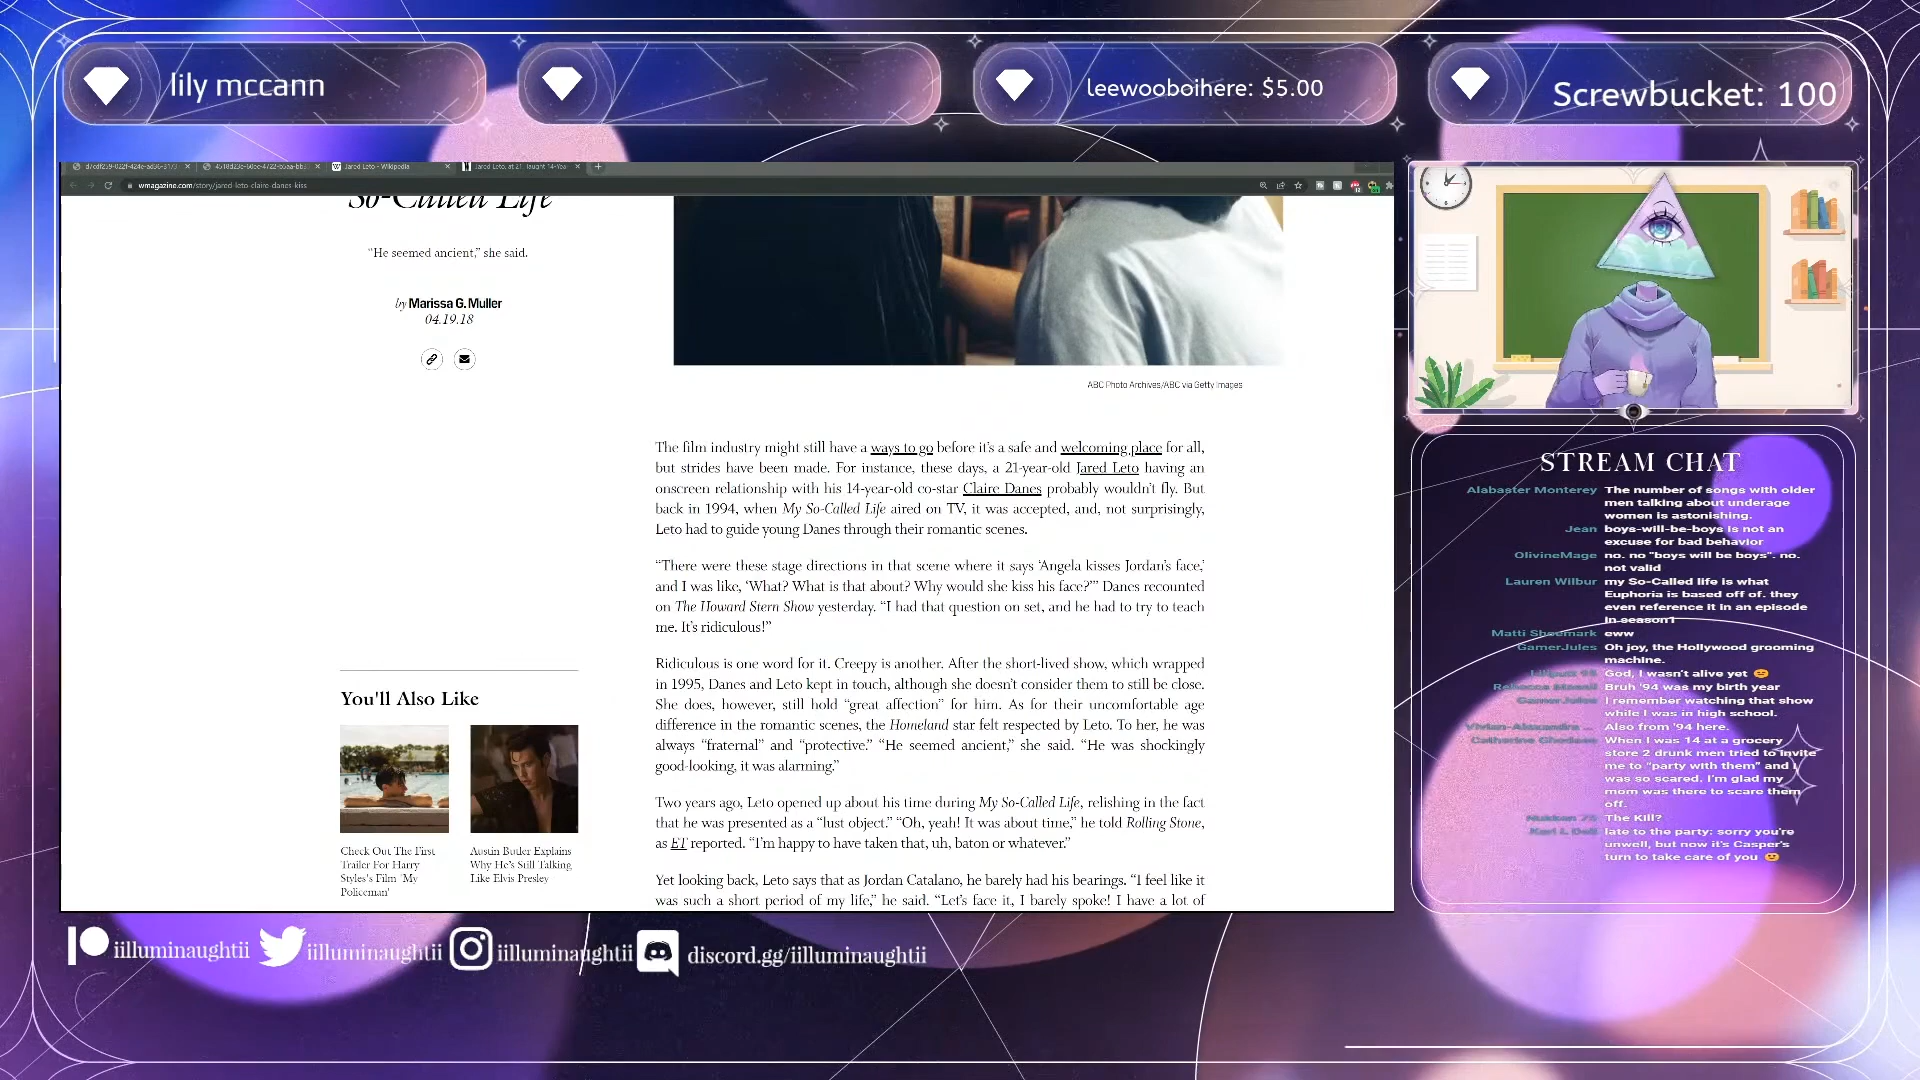 lily mccann
leewooboihere: $5.00
Screwbucket: 100
Jared Leto - Wikipedia
Jared Leto, at 21, Taught 14-Yea
wmagazine.com/story/jared-leto-claire-danes-kiss
So-Called Life
“He seemed ancient,” she said.
by Marissa G. Muller
04.19.18
ABC Photo Archives/ABC via Getty Images
The film industry might still have a ways to go before it’s a safe and welcoming place for all,
but strides have been made. For instance, these days, a 21-year-old Jared Leto having an
onscreen relationship with his 14-year-old co-star Claire Danes probably wouldn’t fly. But
back in 1994, when My So-Called Life aired on TV, it was accepted, and, not surprisingly,
Leto had to guide young Danes through their romantic scenes.
“There were these stage directions in that scene where it says ‘Angela kisses Jordan’s face,’
and I was like, ‘What? What is that about? Why would she kiss his face?’” Danes recounted
on The Howard Stern Show yesterday. “I had that question on set, and he had to try to teach
me. It’s ridiculous!”
Ridiculous is one word for it. Creepy is another. After the short-lived show, which wrapped
in 1995, Danes and Leto kept in touch, although she doesn’t consider them to still be close.
She does, however, still hold “great affection” for him. As for their uncomfortable age
difference in the romantic scenes, the Homeland star felt respected by Leto. To her, he was
always “fraternal” and “protective.” “He seemed ancient,” she said. “He was shockingly
good-looking, it was alarming.”
Two years ago, Leto opened up about his time during My So-Called Life, relishing in the fact
that he was presented as a “lust object.” “Oh, yeah! It was about time,” he told Rolling Stone,
as ET reported. “I’m happy to have taken that, uh, baton or whatever.”
Yet looking back, Leto says that as Jordan Catalano, he barely had his bearings. “I feel like it
was such a short period of my life,” he said. “Let’s face it, I barely spoke! I have a lot of
You'll Also Like
Check Out The First
Trailer For Harry
Styles's Film 'My
Policeman'
Austin Butler Explains
Why He's Still Talking
Like Elvis Presley
STREAM CHAT
Alabaster Monterey The number of songs with older
men talking about underage
women is astonishing.
Jean boys-will-be-boys is not an
excuse for bad behavior
OlivineMage no. no "boys will be boys". no.
not valid
Lauren Wilbur my So-Called life is what
Euphoria is based off of. they
even reference it in an episode
in season1
Matti Shoumark eww
GamerJules Oh joy, the Hollywood grooming
machine.
God, I wasn't alive yet
Bruh '94 was my birth year
GamerJules I remember watching that show
while I was in high school.
Also from '94 here.
When I was 14 at a grocery
store 2 drunk men tried to invite
me to "party with them" and i
was so scared. I'm glad my
mom was there to scare them
off.
The Kill?
late to the party: sorry you're
unwell, but now it's Casper's
turn to take care of you
iilluminaughtii
iilluminaughtii
iilluminaughtii
discord.gg/iilluminaughtii